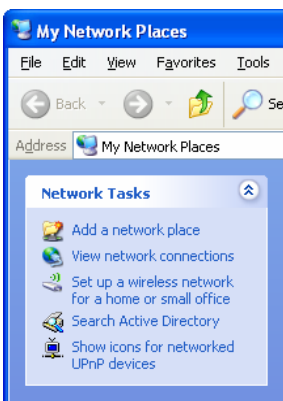 My Network Places
File Edit View Favorites Tools
Back Se
Address My Network Places
Network Tasks
Add a network place
View network connections
Set up a wireless network
for a home or small office
Search Active Directory
Show icons for networked
UPnP devices